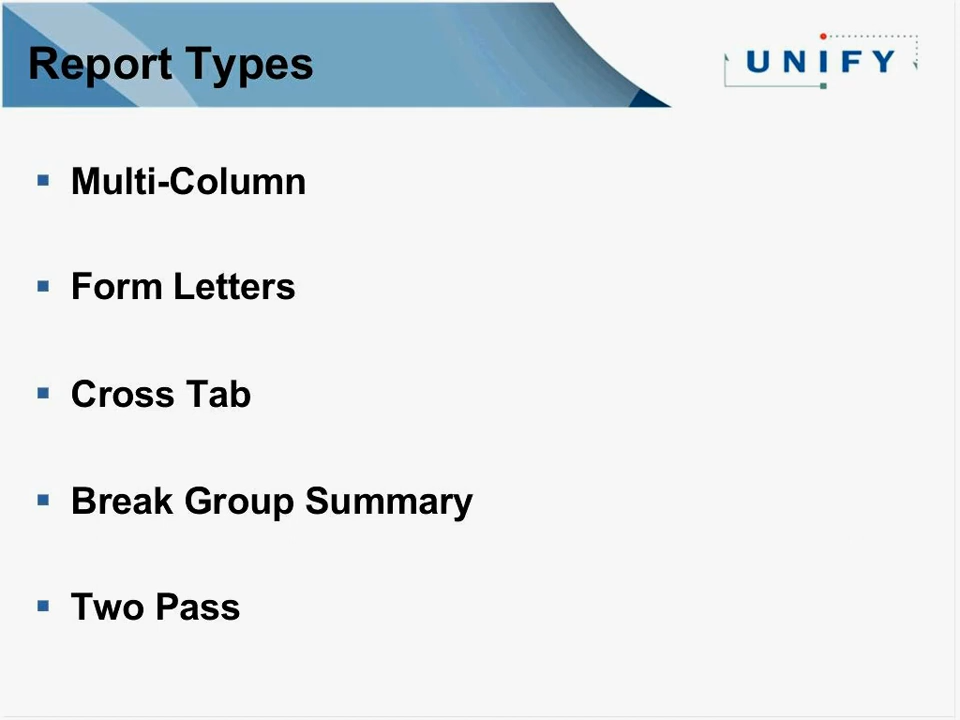 Report Types
UNIFY
Multi-Column
Form Letters
Cross Tab
Break Group Summary
Two Pass